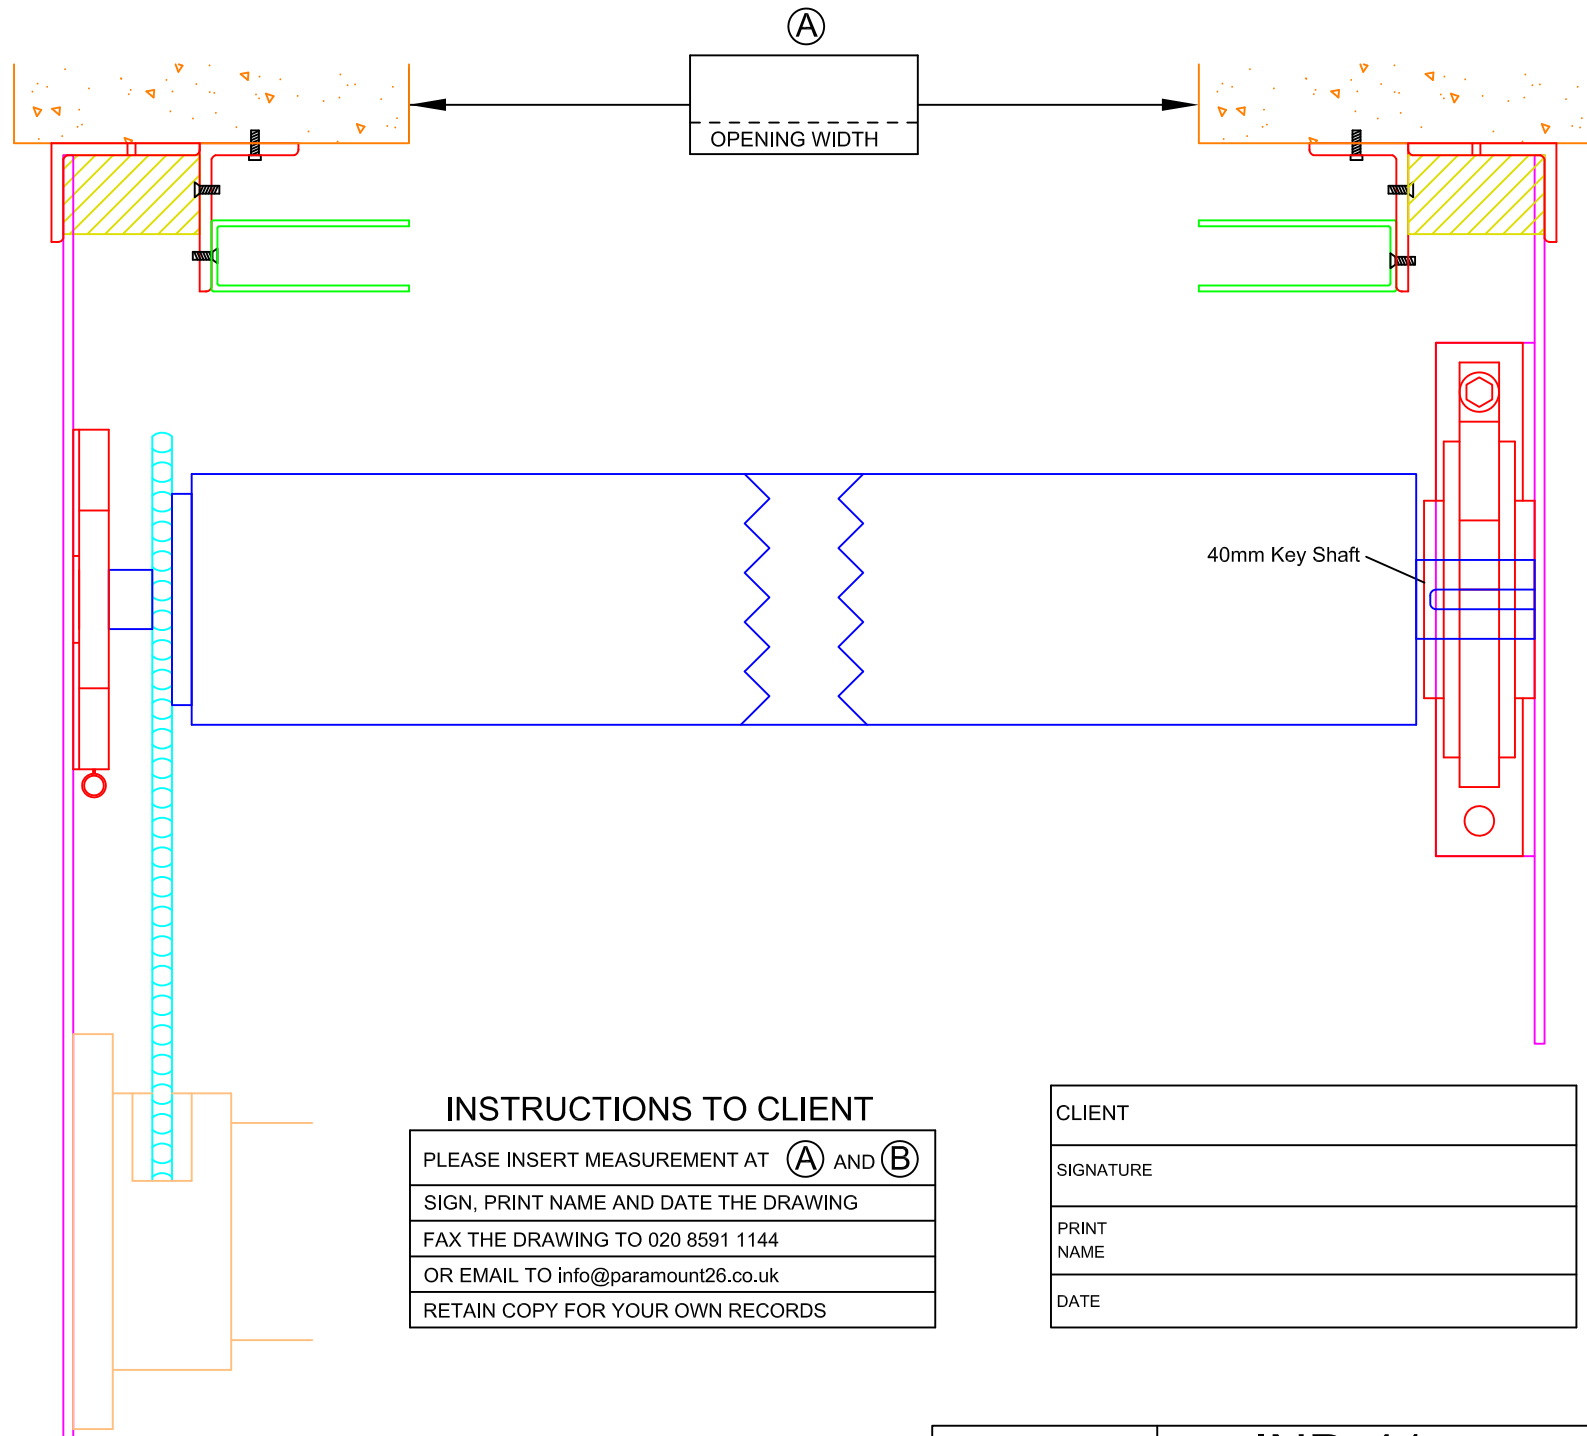 A
OPENING WIDTH
40mm Key Shaft
INSTRUCTIONS TO CLIENT
PLEASE INSERT MEASUREMENT AT A AND B
SIGN, PRINT NAME AND DATE THE DRAWING
FAX THE DRAWING TO 020 8591 1144
OR EMAIL TO info@paramount26.co.uk
RETAIN COPY FOR YOUR OWN RECORDS
CLIENT
SIGNATURE
PRINT
NAME
DATE